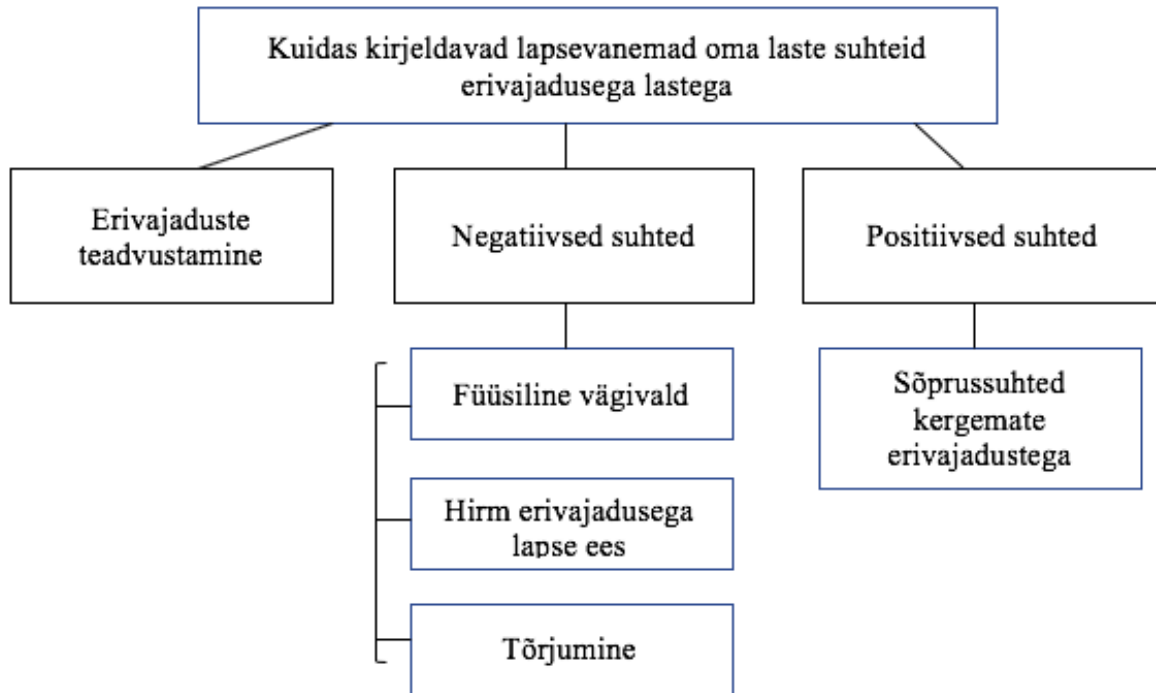 Kuidas kirjeldavad lapsevanemad oma laste suhteid
erivajadusega lastega
Erivajaduste
teadvustamine
Negatiivsed suhted
Positiivsed suhted
Füüsiline vägivald
Hirm erivajadusega
lapse ees
Tõrjumine
Sõprussuhted
kergemate
erivajadustega